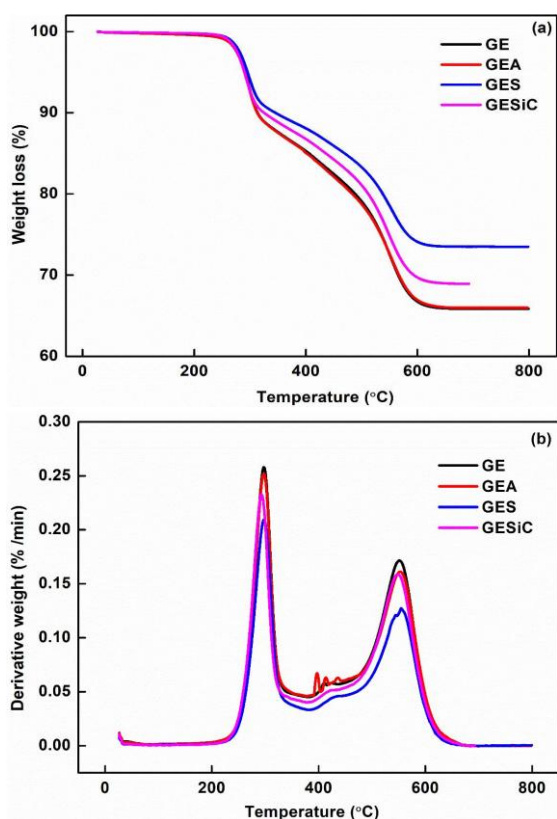 (a)
GE
GEA
GES
GESiC
Weight loss (%)
100
90
80
70
60
0 200 400 600 800
Temperature (°C)
(b)
GE
GEA
GES
GESiC
Derivative weight (% /min)
0.30
0.25
0.20
0.15
0.10
0.05
0.00
0 200 400 600 800
Temperature (°C)